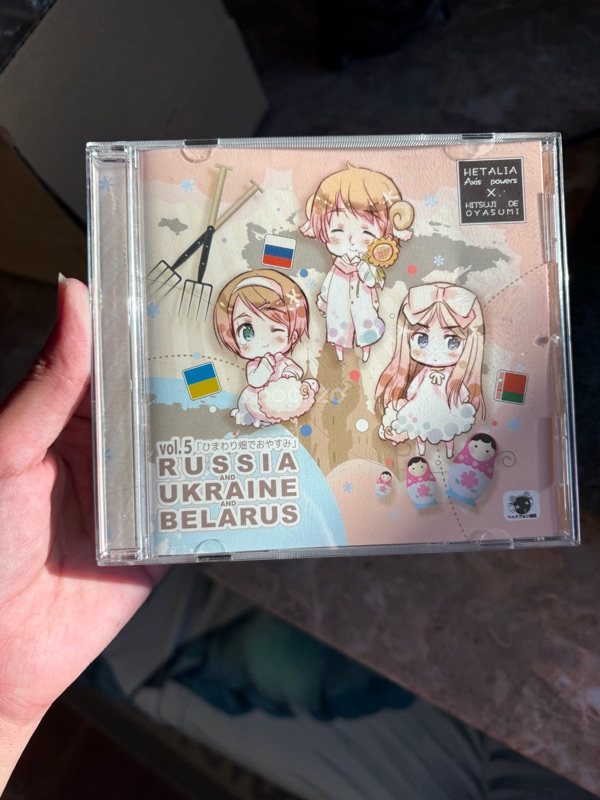 HETALIA
Axis powers
×
HITSUJI DE
OYASUMI
vol.5「ひまわり畑でおやすみ」
RUSSIA
AND
UKRAINE
AND
BELARUS